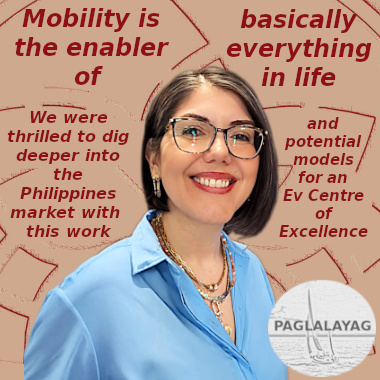 Mobility is
the enabler
of
basically
everything
in life
We were
thrilled to dig
deeper into
the
Philippines
market with
this work
and
potential
models
for an
Ev Centre
of
Excellence
PAGLALAYAG